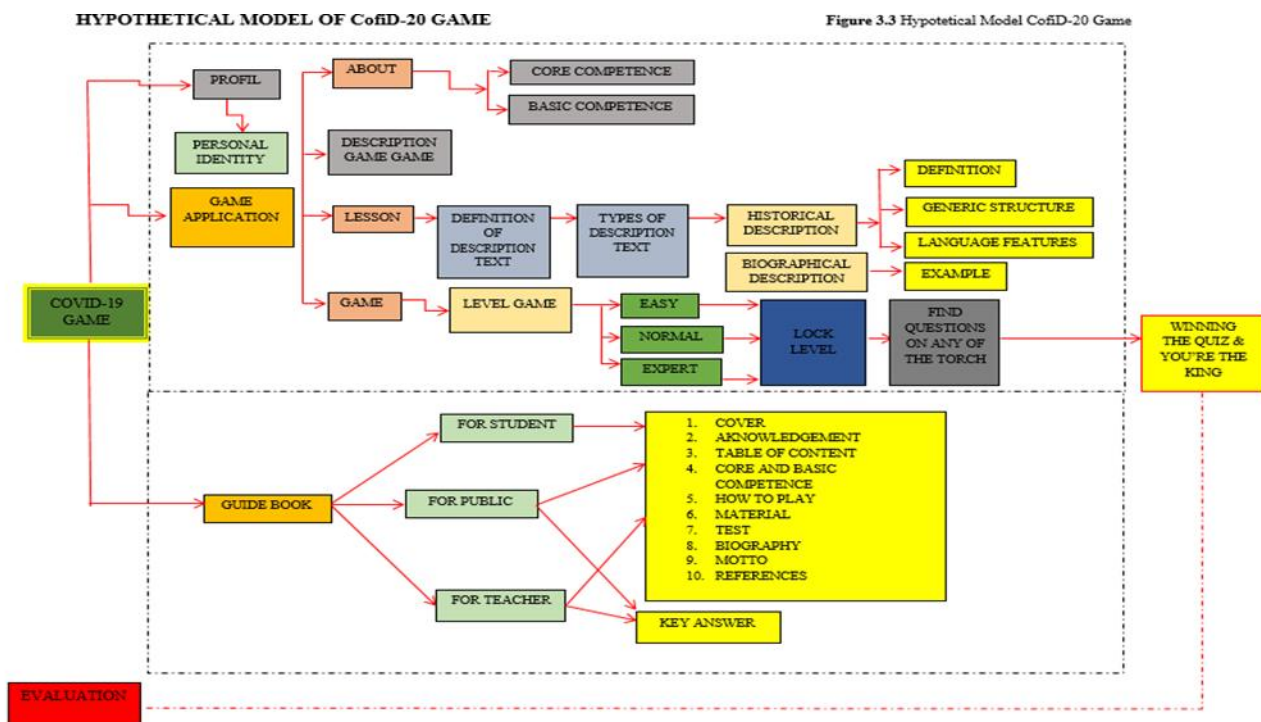 HYPOTHETICAL MODEL OF CofiD-20 GAME
Figure 3.3 Hypotetical Model CofiD-20 Game
PROFIL
PERSONAL
IDENTITY
GAME
APPLICATION
COVID-19
GAME
ABOUT
CORE COMPETENCE
BASIC COMPETENCE
DESCRIPTION
GAME GAME
LESSON
DEFINITION
OF
DESCRIPTION
TEXT
TYPES OF
DESCRIPTION
TEXT
HISTORICAL
DESCRIPTION
BIOGRAPHICAL
DESCRIPTION
DEFINITION
GENERIC STRUCTURE
LANGUAGE FEATURES
EXAMPLE
GAME
LEVEL GAME
EASY
NORMAL
EXPERT
LOCK
LEVEL
FIND
QUESTIONS
ON ANY OF
THE TORCH
WINNING
THE QUIZ &
YOU'RE THE
KING
GUIDE BOOK
FOR STUDENT
FOR PUBLIC
FOR TEACHER
1. COVER
2. AKNOWLEDGEMENT
3. TABLE OF CONTENT
4. CORE AND BASIC
COMPETENCE
5. HOW TO PLAY
6. MATERIAL
7. TEST
8. BIOGRAPHY
9. MOTTO
10. REFERENCES
KEY ANSWER
EVALUATION